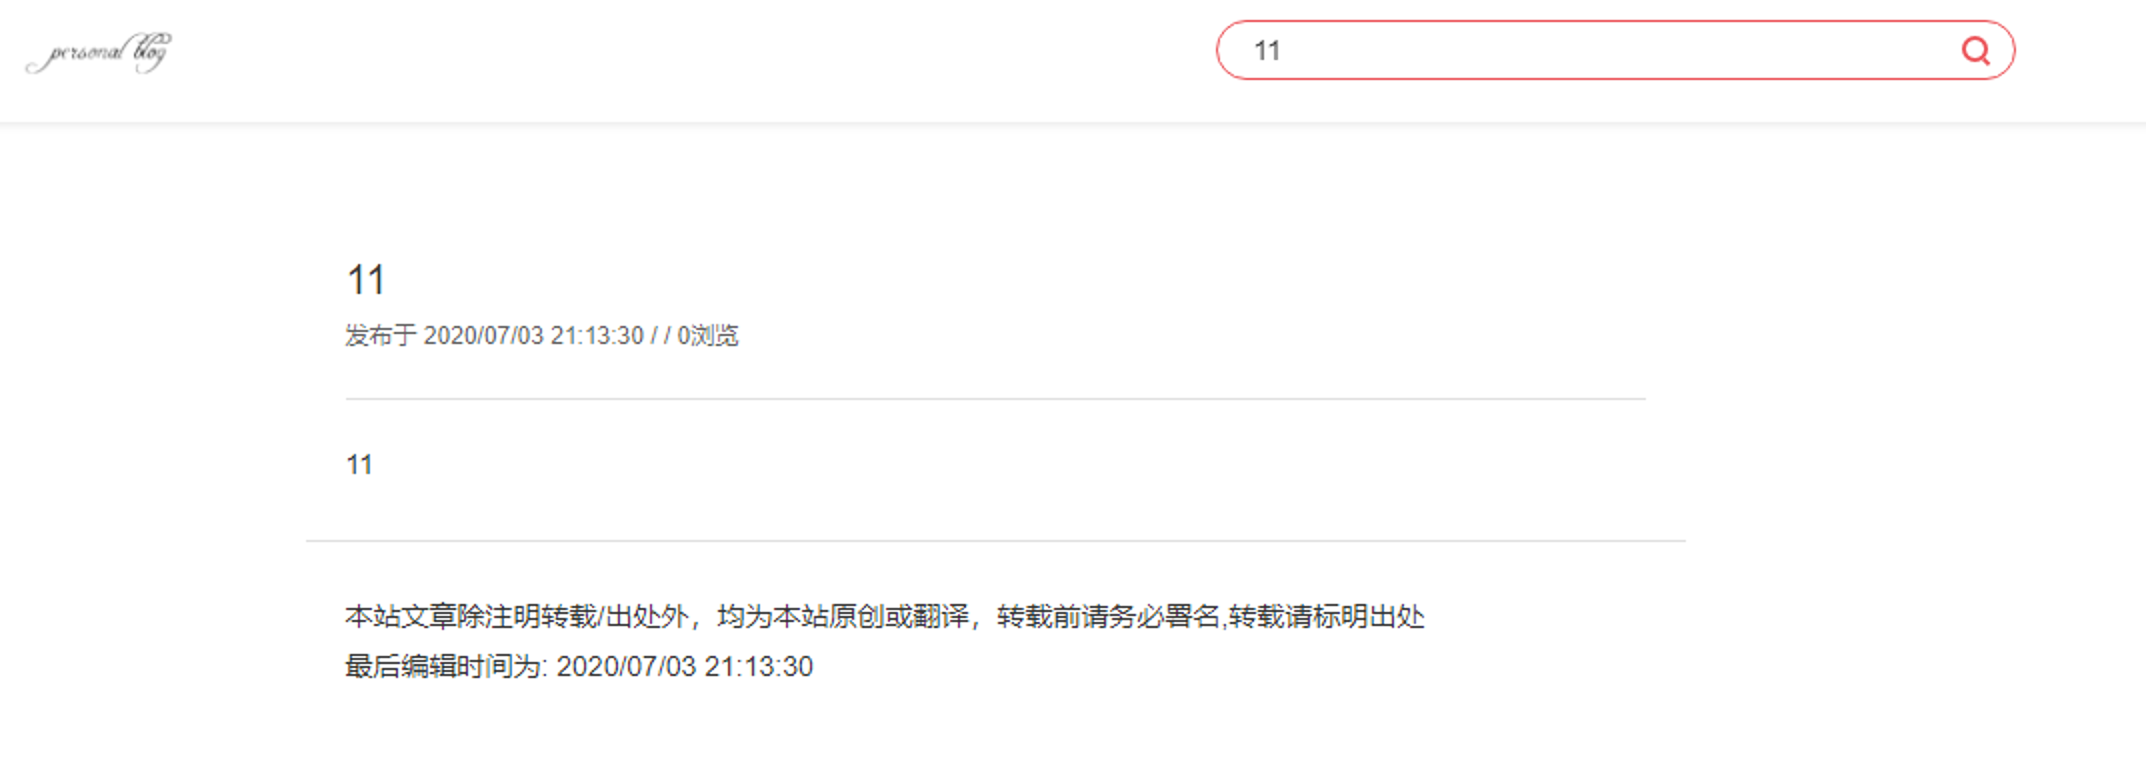 personal blog
11
11
发布于 2020/07/03 21:13:30 / / 0浏览
11
本站文章除注明转载/出处外，均为本站原创或翻译，转载前请务必署名,转载请标明出处
最后编辑时间为: 2020/07/03 21:13:30